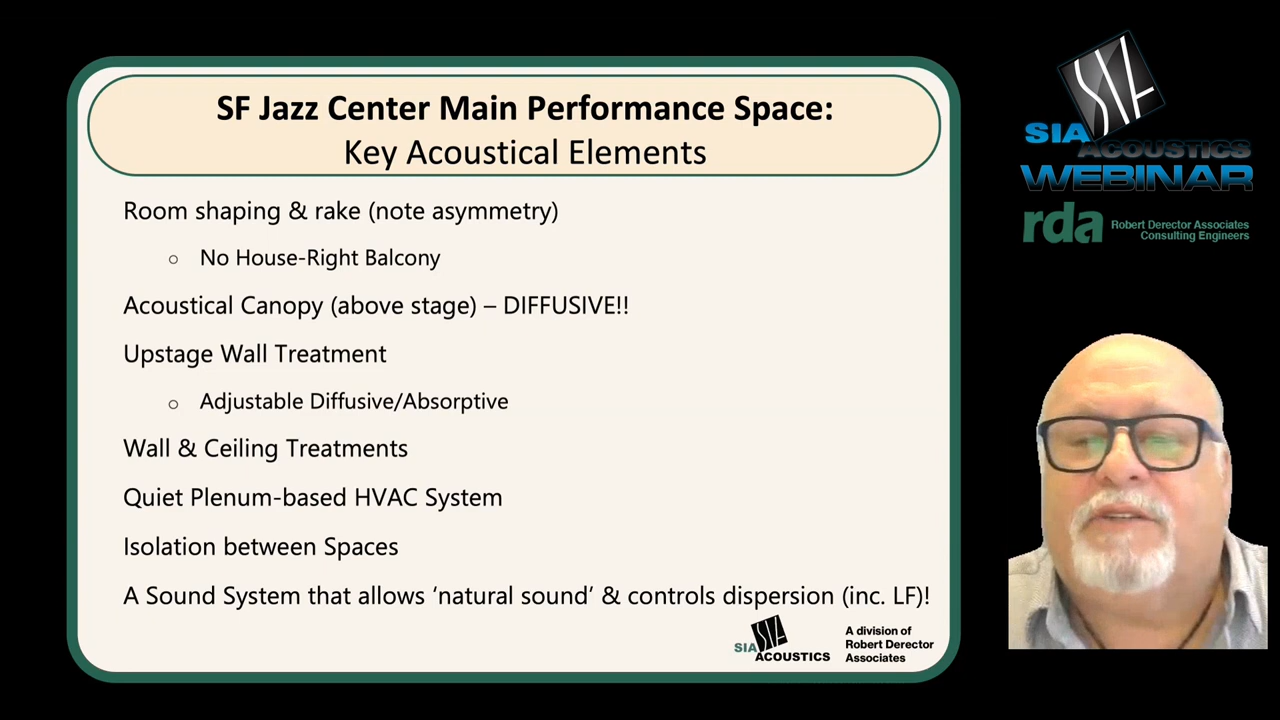 SF Jazz Center Main Performance Space:
Key Acoustical Elements
Room shaping & rake (note asymmetry)
○ No House-Right Balcony
Acoustical Canopy (above stage) – DIFFUSIVE!!
Upstage Wall Treatment
○ Adjustable Diffusive/Absorptive
Wall & Ceiling Treatments
Quiet Plenum-based HVAC System
Isolation between Spaces
A Sound System that allows ‘natural sound’ & controls dispersion (inc. LF)!
SIA
SIA ACOUSTICS
A division of
Robert Derector
Associates
SIA
SIA ACOUSTICS
WEBINAR
rda Robert Derector Associates
Consulting Engineers